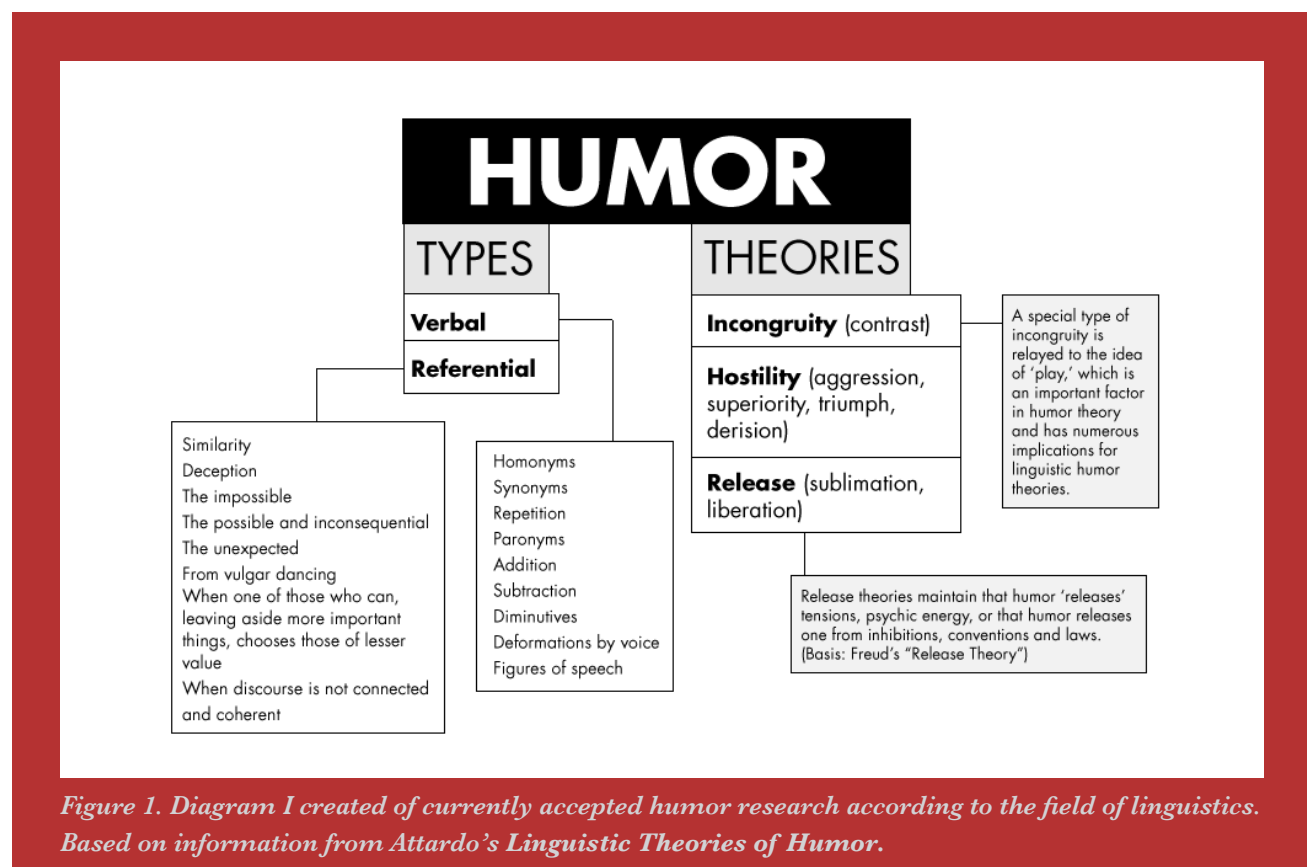 HUMOR
TYPES
Verbal
Referential
Similarity
Deception
The impossible
The possible and inconsequential
The unexpected
From vulgar dancing
When one of those who can,
leaving aside more important
things, chooses those of lesser
value
When discourse is not connected
and coherent
Homonyms
Synonyms
Repetition
Paronyms
Addition
Subtraction
Diminutives
Deformations by voice
Figures of speech
THEORIES
Incongruity (contrast)
Hostility (aggression,
superiority, triumph,
derision)
Release (sublimation,
liberation)
A special type of
incongruity is
relayed to the idea
of ‘play,’ which is
an important factor
in humor theory
and has numerous
implications for
linguistic humor
theories.
Release theories maintain that humor ‘releases’
tensions, psychic energy, or that humor releases
one from inhibitions, conventions and laws.
(Basis: Freud’s “Release Theory”)
Figure 1. Diagram I created of currently accepted humor research according to the field of linguistics.
Based on information from Attardo’s Linguistic Theories of Humor.